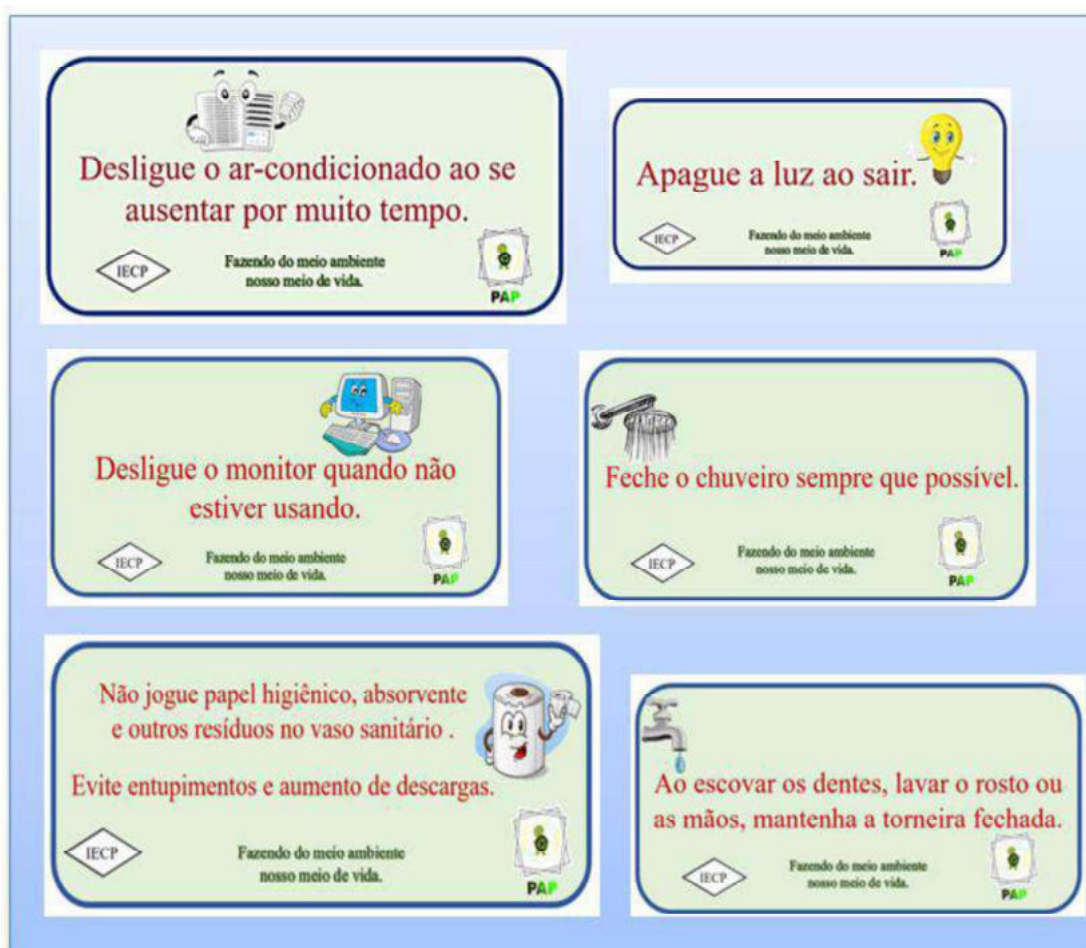 Desligue o ar-condicionado ao se
ausentar por muito tempo.
IECP
Fazendo do meio ambiente
nosso meio de vida.
PAP
Apague a luz ao sair.
IECP
Fazendo do meio ambiente
nosso meio de vida.
PAP
Desligue o monitor quando não
estiver usando.
IECP
Fazendo do meio ambiente
nosso meio de vida.
PAP
Feche o chuveiro sempre que possível.
IECP
Fazendo do meio ambiente
nosso meio de vida.
PAP
Não jogue papel higiênico, absorvente
e outros resíduos no vaso sanitário .
Evite entupimentos e aumento de descargas.
IECP
Fazendo do meio ambiente
nosso meio de vida.
PAP
Ao escovar os dentes, lavar o rosto ou
as mãos, mantenha a torneira fechada.
IECP
Fazendo do meio ambiente
nosso meio de vida.
PAP